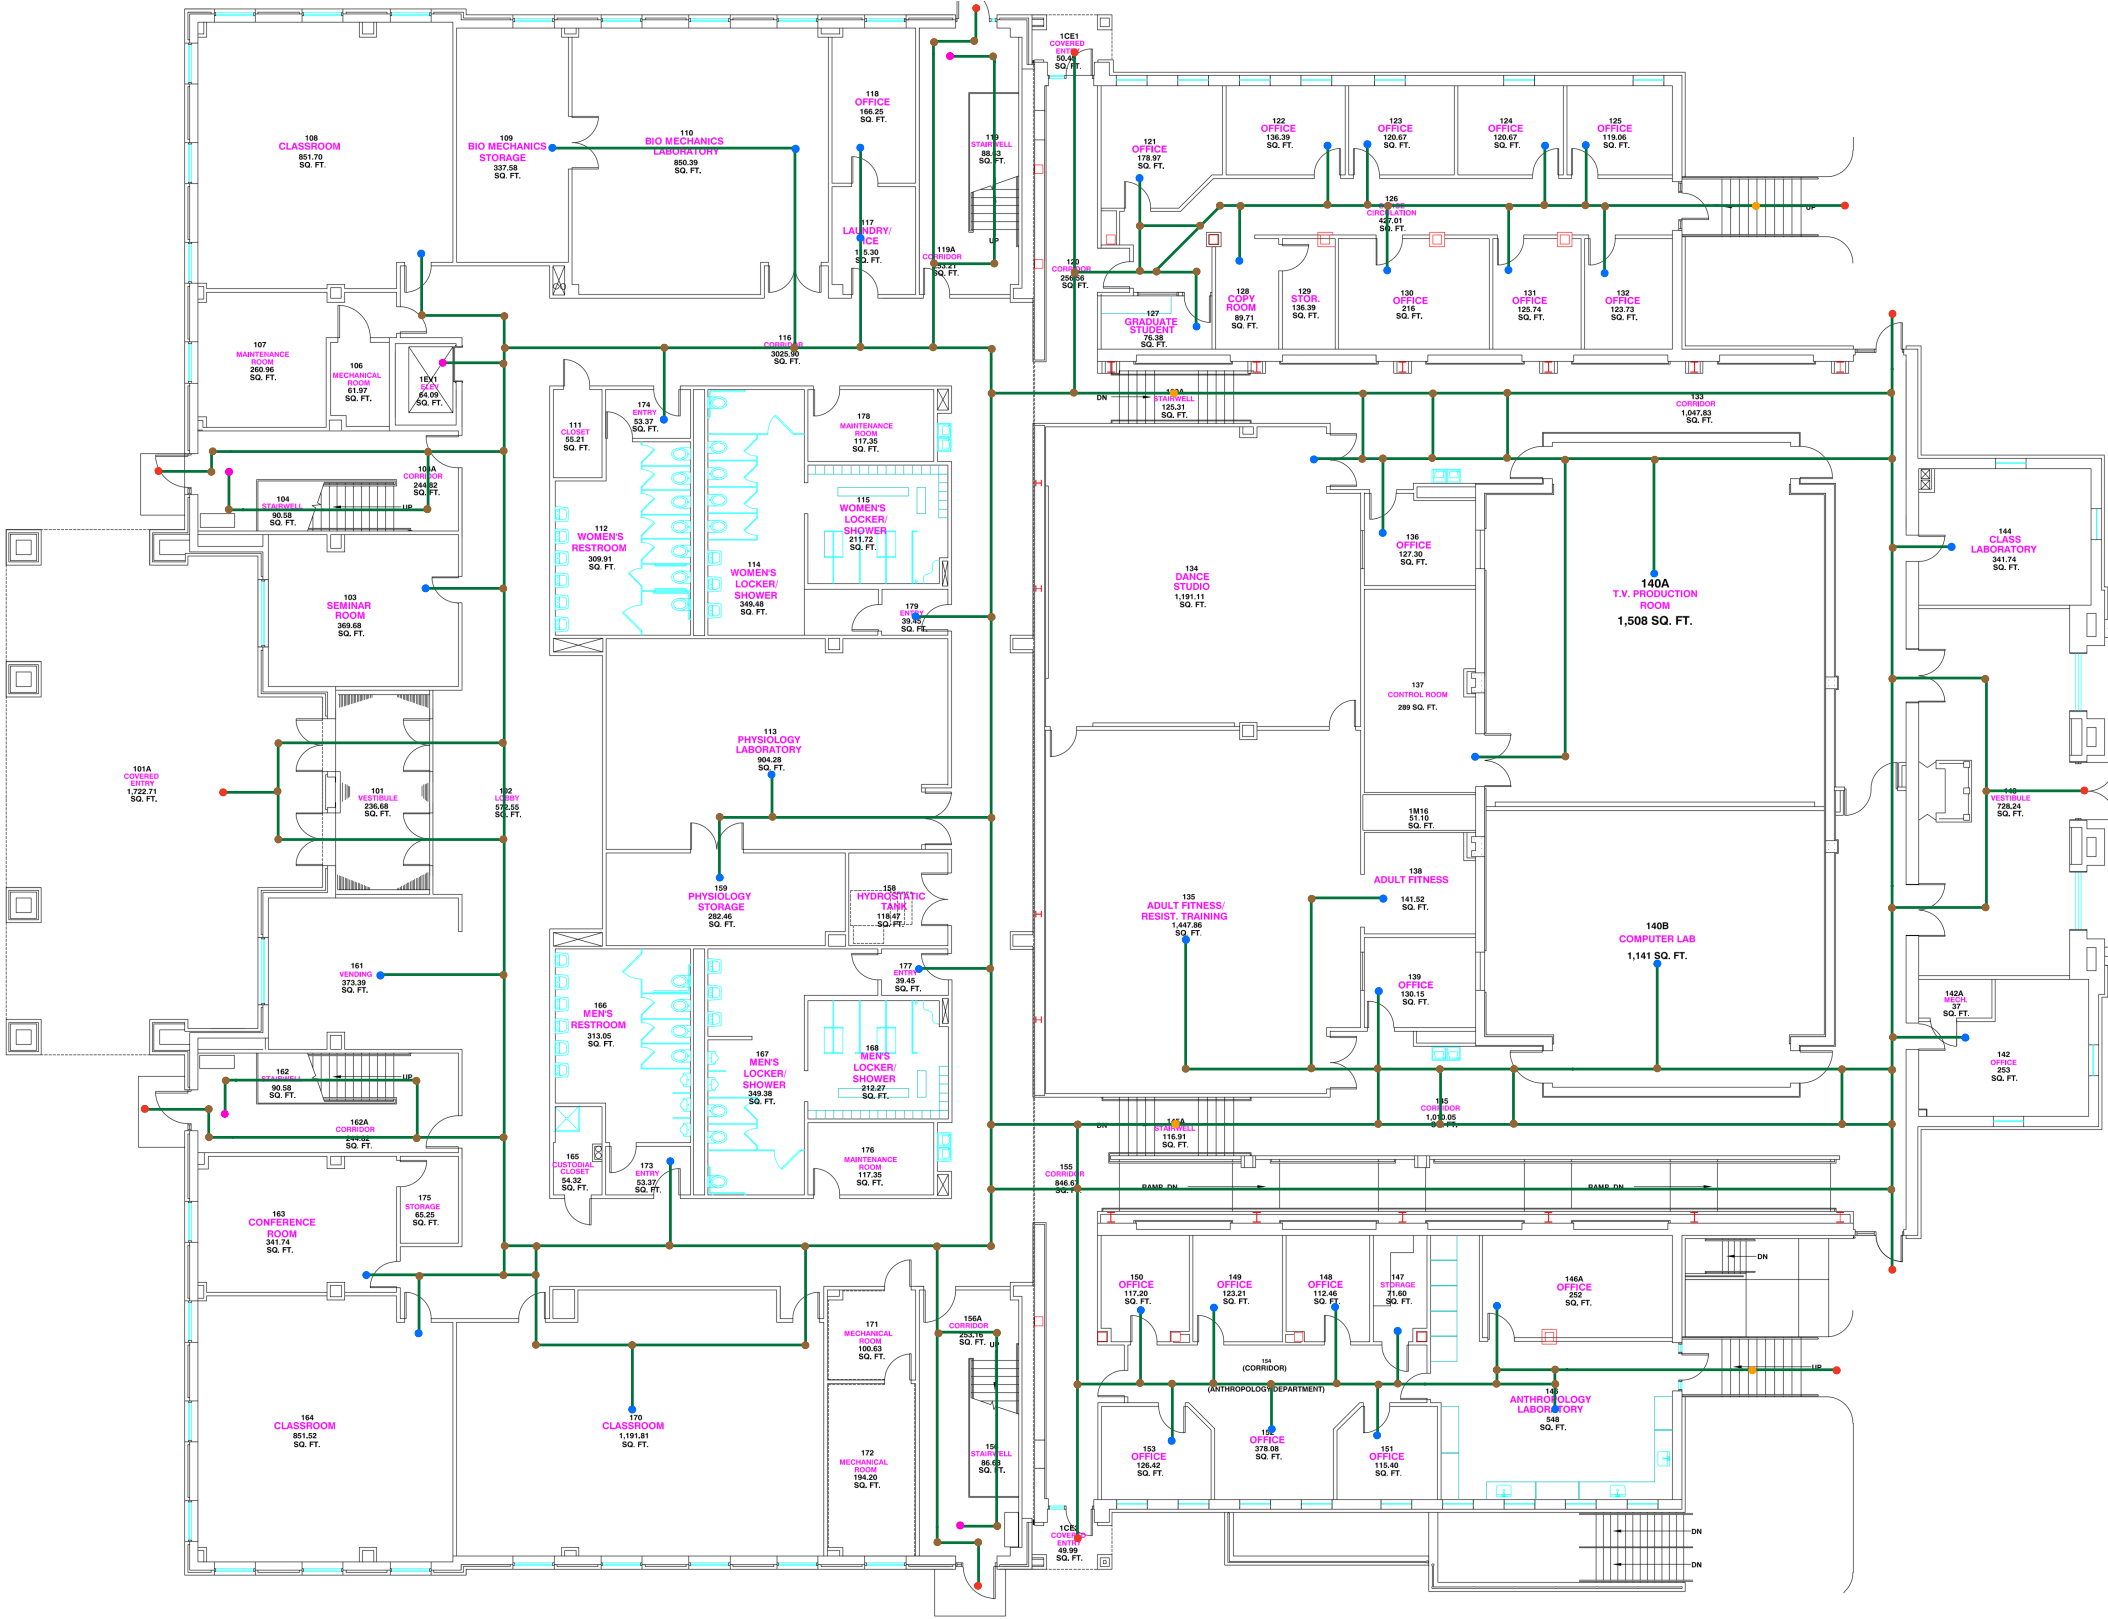 1CE1
COVERED
50.49
SQ. FT.
118
OFFICE
166.25
SQ. FT.
108
CLASSROOM
851.70
SQ. FT.
109
BIO MECHANICS
STORAGE
337.58
SQ. FT.
110
BIO MECHANICS
LABORATORY
850.39
SQ. FT.
119
STAIRWELL
SQ. FT.
121
OFFICE
178.97
SQ. FT.
122
OFFICE
136.39
SQ. FT.
123
OFFICE
120.67
SQ. FT.
124
OFFICE
120.67
SQ. FT.
125
OFFICE
119.06
SQ. FT.
126
CIRCULATION
427.01
SQ. FT.
UP
117
LAUNDRY/
SQ. FT.
UP
119A
CORRIDOR
SQ. FT.
120
CORRIDOR
SQ. FT.
127
GRADUATE
STUDENT
76.38
SQ. FT.
128
COPY
ROOM
89.71
SQ. FT.
129
STOR.
136.39
SQ. FT.
130
OFFICE
216
SQ. FT.
131
OFFICE
125.74
SQ. FT.
132
OFFICE
123.73
SQ. FT.
107
MAINTENANCE
ROOM
260.96
SQ. FT.
106
MECHANICAL
ROOM
61.97
SQ. FT.
1EV1
ELEV
64.09
SQ. FT.
116
CORRIDOR
3025.90
SQ. FT.
111
CLOSET
55.21
SQ. FT.
174
ENTRY
53.37
SQ. FT.
178
MAINTENANCE
ROOM
117.35
SQ. FT.
DN
STAIRWELL
125.31
SQ. FT.
133
CORRIDOR
1,047.83
SQ. FT.
CORRIDOR
244.82
SQ. FT.
104
STAIRWELL
90.58
SQ. FT.
UP
112
WOMEN'S
RESTROOM
309.91
SQ. FT.
114
WOMEN'S
LOCKER/
SHOWER
349.48
SQ. FT.
115
WOMEN'S
LOCKER/
SHOWER
211.72
SQ. FT.
134
DANCE
STUDIO
1,191.11
SQ. FT.
136
OFFICE
127.30
SQ. FT.
140A
T.V. PRODUCTION
ROOM
1,508 SQ. FT.
144
CLASS
LABORATORY
341.74
SQ. FT.
103
SEMINAR
ROOM
369.68
SQ. FT.
179
ENTRY
39.45
SQ. FT.
137
CONTROL ROOM
289 SQ. FT.
101A
COVERED
ENTRY
1,722.71
SQ. FT.
101
VESTIBULE
236.68
SQ. FT.
102
LOBBY
572.55
SQ. FT.
113
PHYSIOLOGY
LABORATORY
904.28
SQ. FT.
1M16
51.10
SQ. FT.
VESTIBULE
728.24
SQ. FT.
159
PHYSIOLOGY
STORAGE
282.46
SQ. FT.
158
HYDROSTATIC
TANK
118.47
SQ. FT.
135
ADULT FITNESS/
RESIST. TRAINING
1,447.86
SQ. FT.
138
ADULT FITNESS
141.52
SQ. FT.
140B
COMPUTER LAB
1,141 SQ. FT.
161
VENDING
373.39
SQ. FT.
177
ENTRY
39.45
SQ. FT.
139
OFFICE
130.15
SQ. FT.
142A
MECH.
37
SQ. FT.
142
OFFICE
253
SQ. FT.
166
MEN'S
RESTROOM
313.05
SQ. FT.
167
MEN'S
LOCKER/
SHOWER
349.38
SQ. FT.
168
MEN'S
LOCKER/
SHOWER
212.27
SQ. FT.
162
STAIRWELL
90.58
SQ. FT.
UP
162A
CORRIDOR
244.82
SQ. FT.
CORRIDOR
DN
STAIRWELL
116.91
SQ. FT.
165
CUSTODIAL
CLOSET
54.32
SQ. FT.
173
ENTRY
53.37
SQ. FT.
176
MAINTENANCE
ROOM
117.35
SQ. FT.
155
CORRIDOR
RAMP DN
RAMP DN
175
STORAGE
65.25
SQ. FT.
163
CONFERENCE
ROOM
341.74
SQ. FT.
DN
150
OFFICE
117.20
SQ. FT.
149
OFFICE
123.21
SQ. FT.
148
OFFICE
112.46
SQ. FT.
147
STORAGE
71.60
SQ. FT.
146A
OFFICE
252
SQ. FT.
171
MECHANICAL
ROOM
100.63
SQ. FT.
156A
CORRIDOR
253.16
SQ. FT.
UP
154
(CORRIDOR)
(ANTHROPOLOGY DEPARTMENT)
UP
ANTHROPOLOGY
LABORATORY
548
SQ. FT.
164
CLASSROOM
851.52
SQ. FT.
170
CLASSROOM
1,191.81
SQ. FT.
172
MECHANICAL
ROOM
194.20
SQ. FT.
STAIRWELL
SQ. FT.
153
OFFICE
126.42
SQ. FT.
OFFICE
378.08
SQ. FT.
151
OFFICE
115.40
SQ. FT.
COVERED
ENTRY
49.99
SQ. FT.
DN
DN